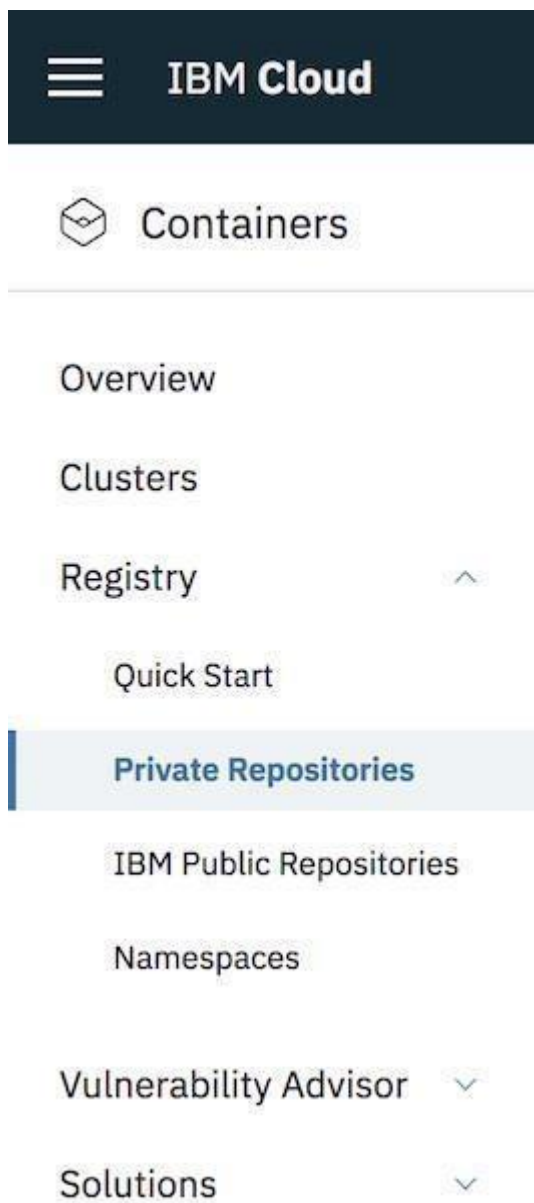 IBM Cloud
Containers
Overview
Clusters
Registry
Quick Start
Private Repositories
IBM Public Repositories
Namespaces
Vulnerability Advisor
Solutions